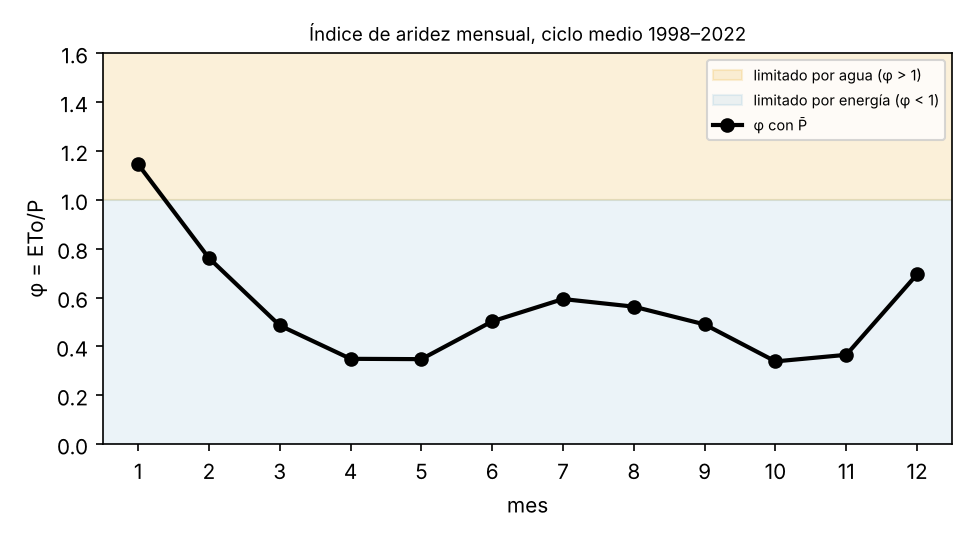 Índice de aridez mensual, ciclo medio 1998–2022
φ = ETo/P
1.6
1.4
1.2
1.0
0.8
0.6
0.4
0.2
0.0
limitado por agua (φ > 1)
limitado por energía (φ < 1)
φ con P̄
1 2 3 4 5 6 7 8 9 10 11 12
mes